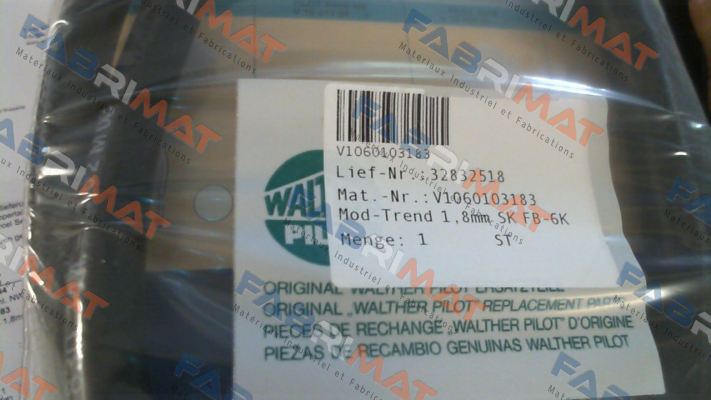 V1060103183
Lief-Nr.:32832518
Mat.-Nr.:V1060103183
Mod-Trend 1,8mm SK FB-6K
Menge: 1 ST
WALTHER
PILOT
ORIGINAL WALTHER PILOT ERSATZTEILE
ORIGINAL „WALTHER PILOT“ REPLACEMENT PARTS
PIECES DE RECHANGE „WALTHER PILOT“ D'ORIGINE
PIEZAS DE RECAMBIO GENUINAS WALTHER PILOT
FABRIMAT
Materiaux Industriel et Fabrications